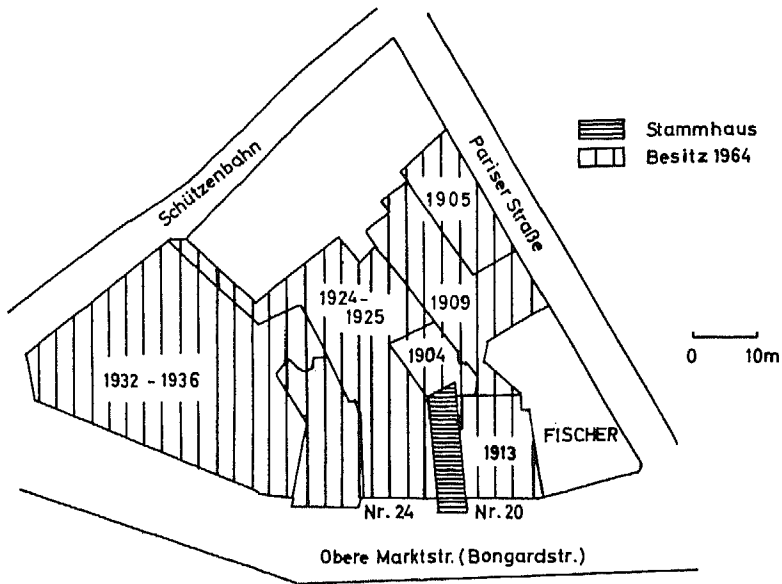 Schützenbahn
Pariser Straße
Stammhaus
Besitz 1964
1905
1924-
1925
1909
1904
1932 - 1936
0 10m
FISCHER
1913
Nr. 24
Nr. 20
Obere Marktstr. (Bongardstr.)